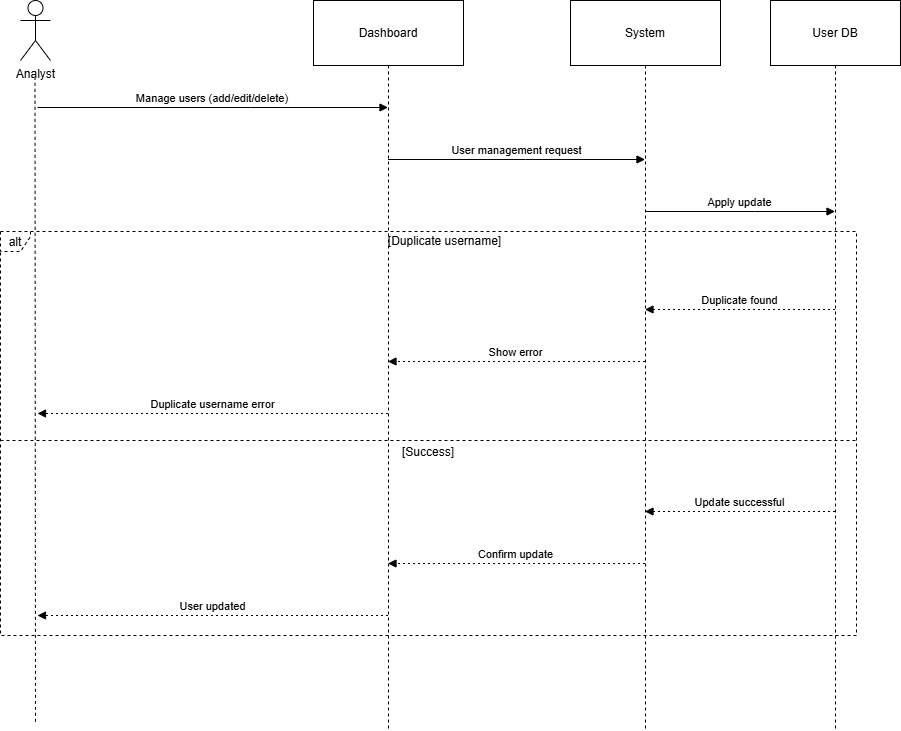 Analyst
Dashboard
System
User DB
Manage users (add/edit/delete)
User management request
Apply update
alt
[Duplicate username]
Duplicate found
Show error
Duplicate username error
[Success]
Update successful
Confirm update
User updated